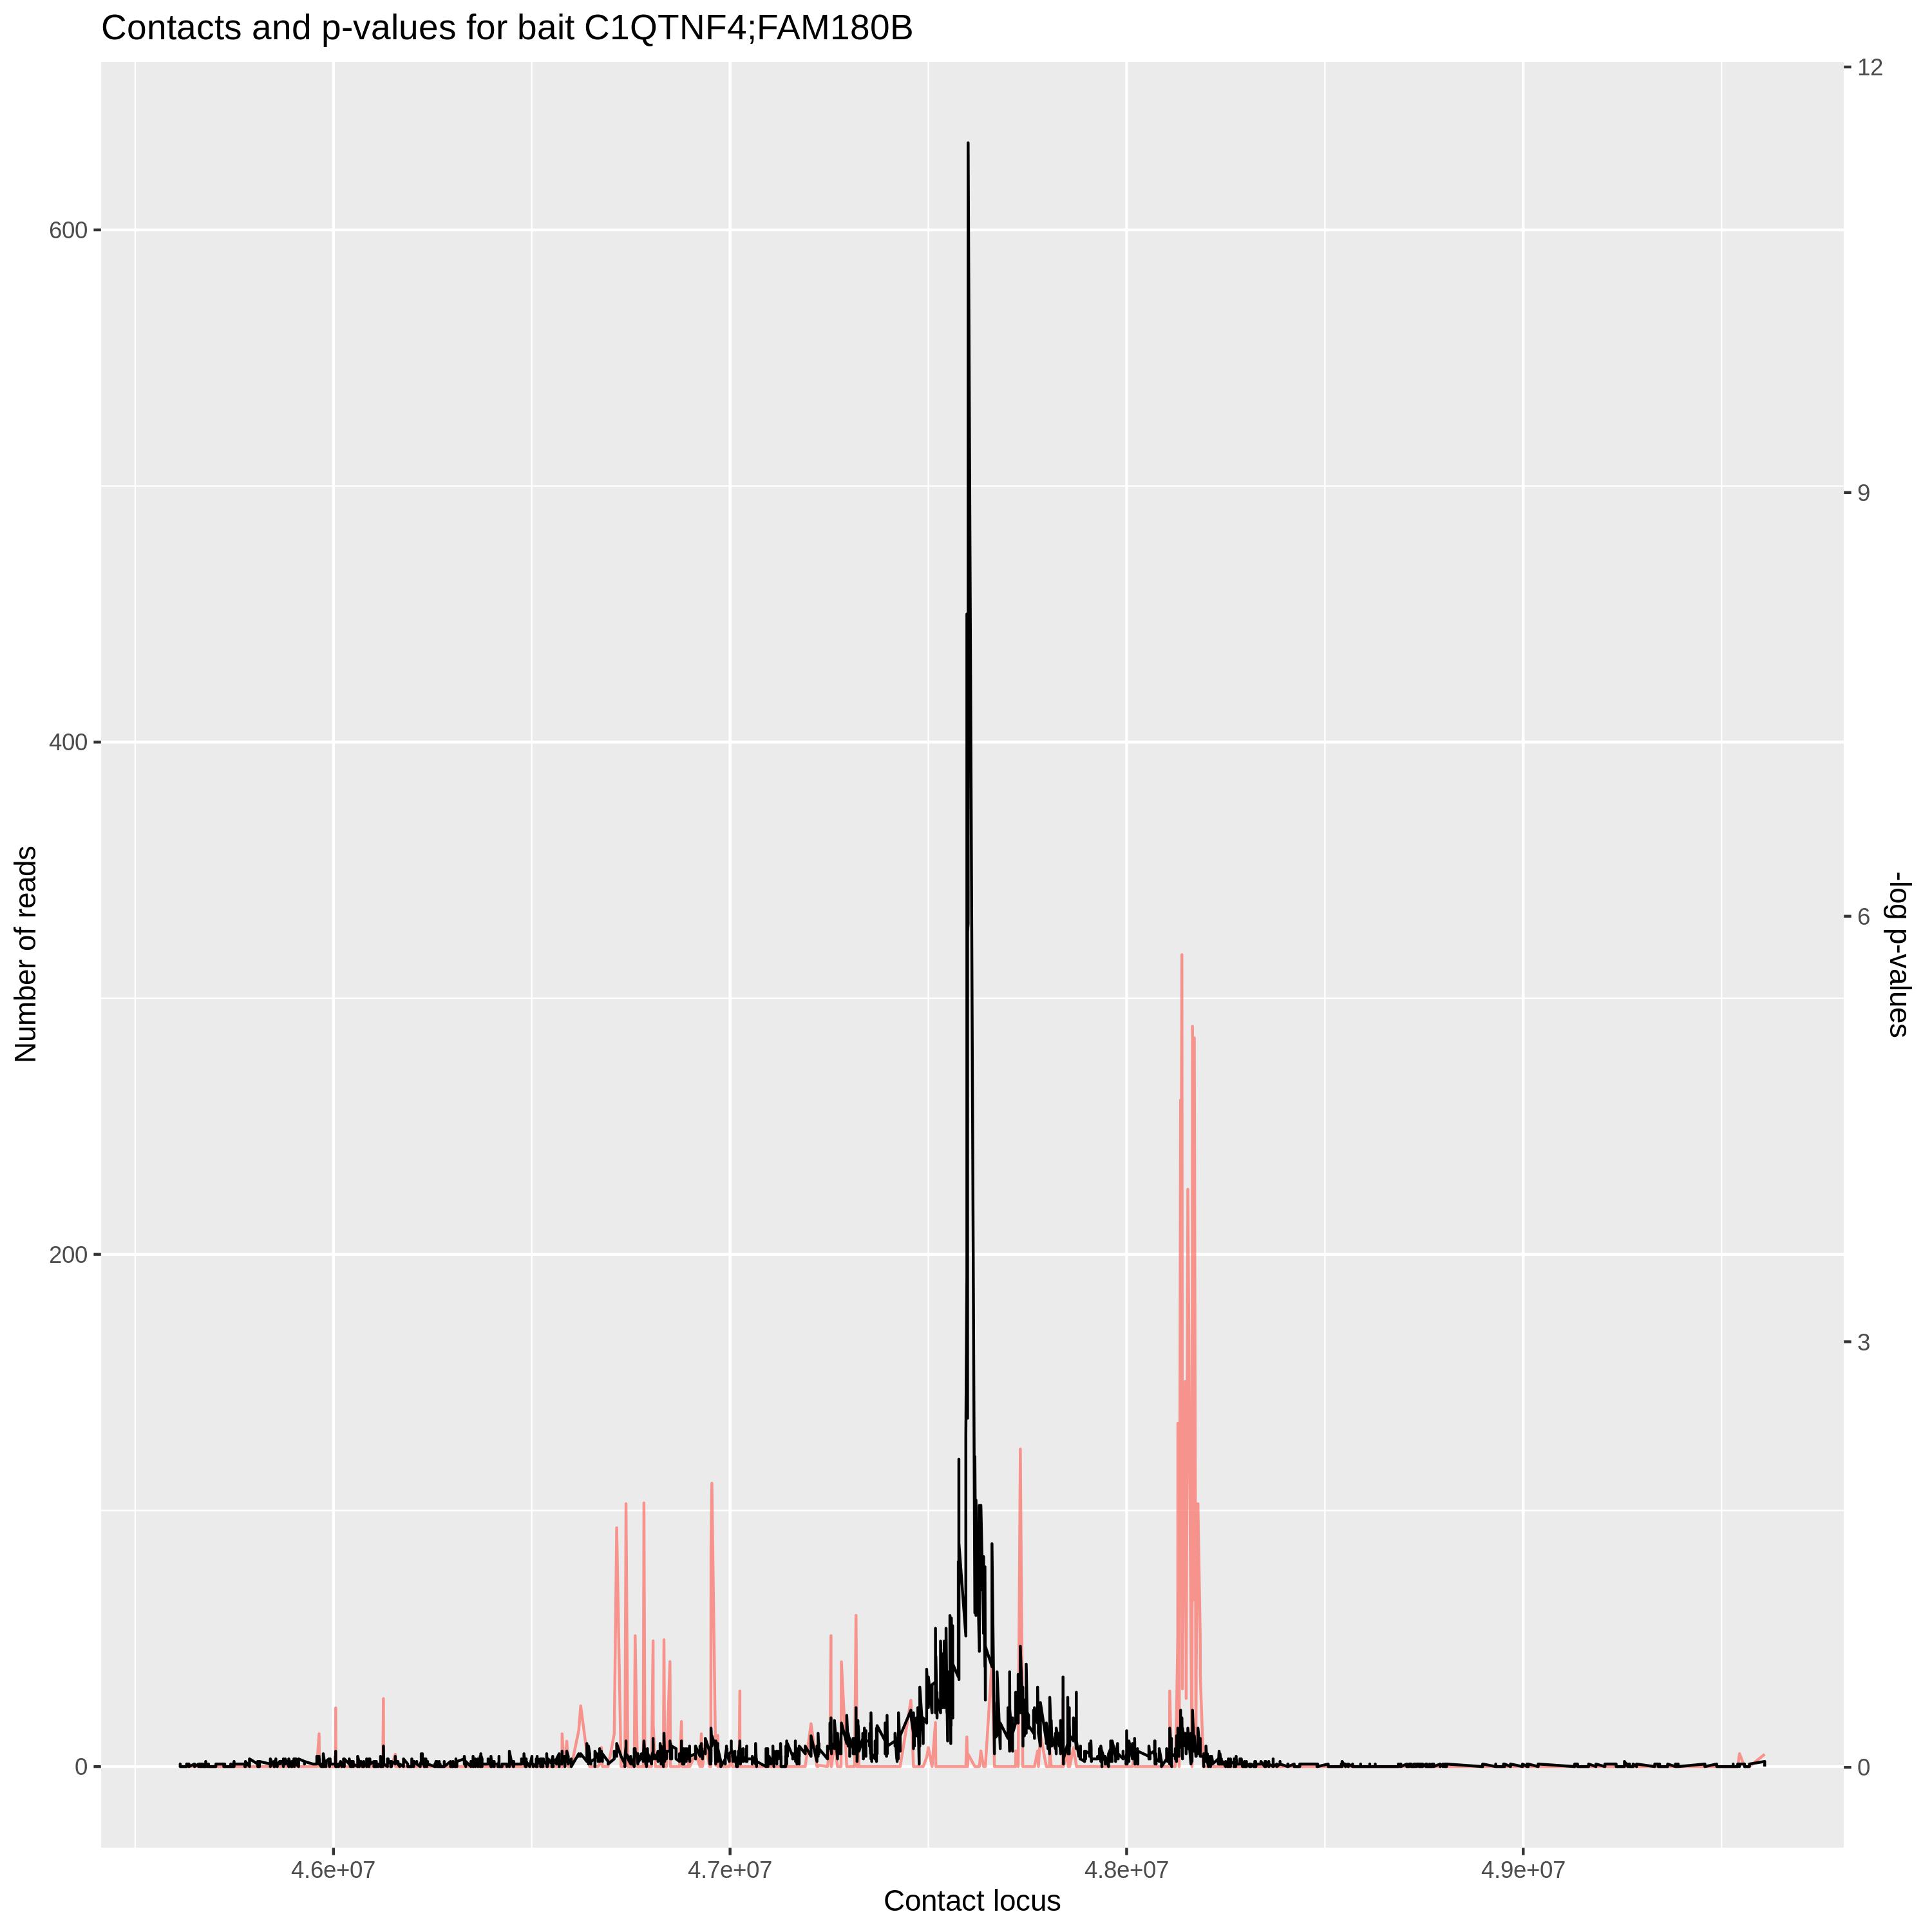 Contacts and p-values for bait C1QTNF4;FAM180B
12
600
9
400
Number of reads
6
-log p-values
200
3
0
0
4.6e+07
4.7e+07
4.8e+07
4.9e+07
Contact locus